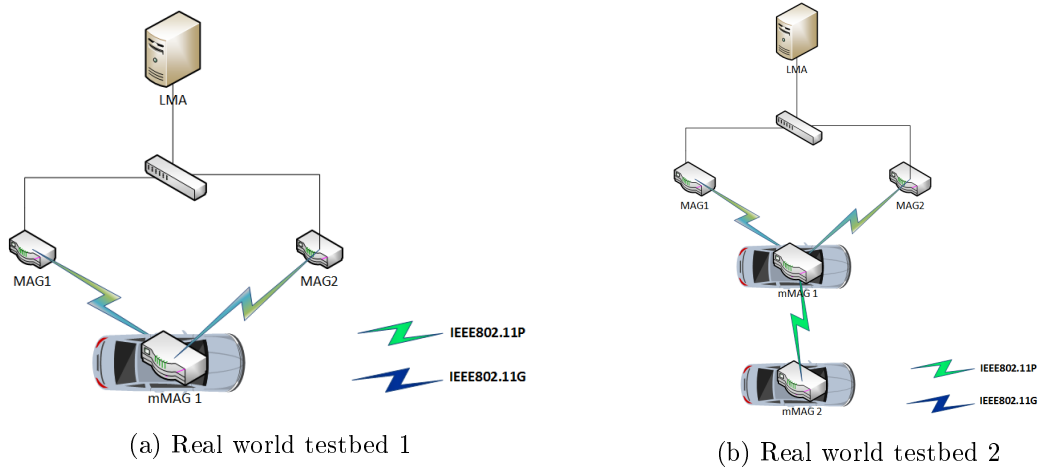 LMA
MAG1
MAG2
mMAG 1
IEEE802.11P
IEEE802.11G
(a) Real world testbed 1
LMA
MAG1
MAG2
mMAG 1
mMAG 2
IEEE802.11P
IEEE802.11G
(b) Real world testbed 2